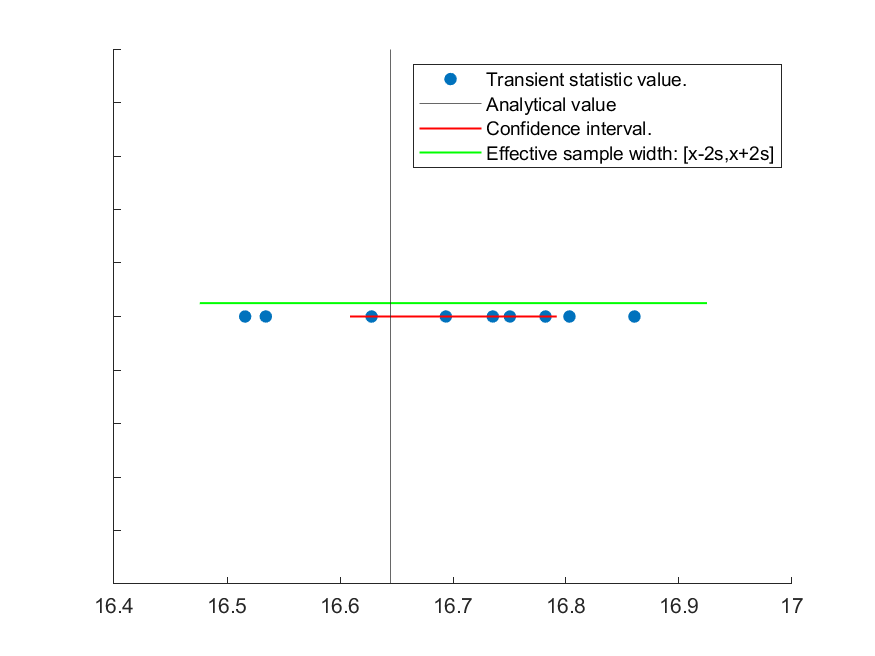 Transient statistic value.
Analytical value
Confidence interval.
Effective sample width: [x-2s,x+2s]
16.4 16.5 16.6 16.7 16.8 16.9 17